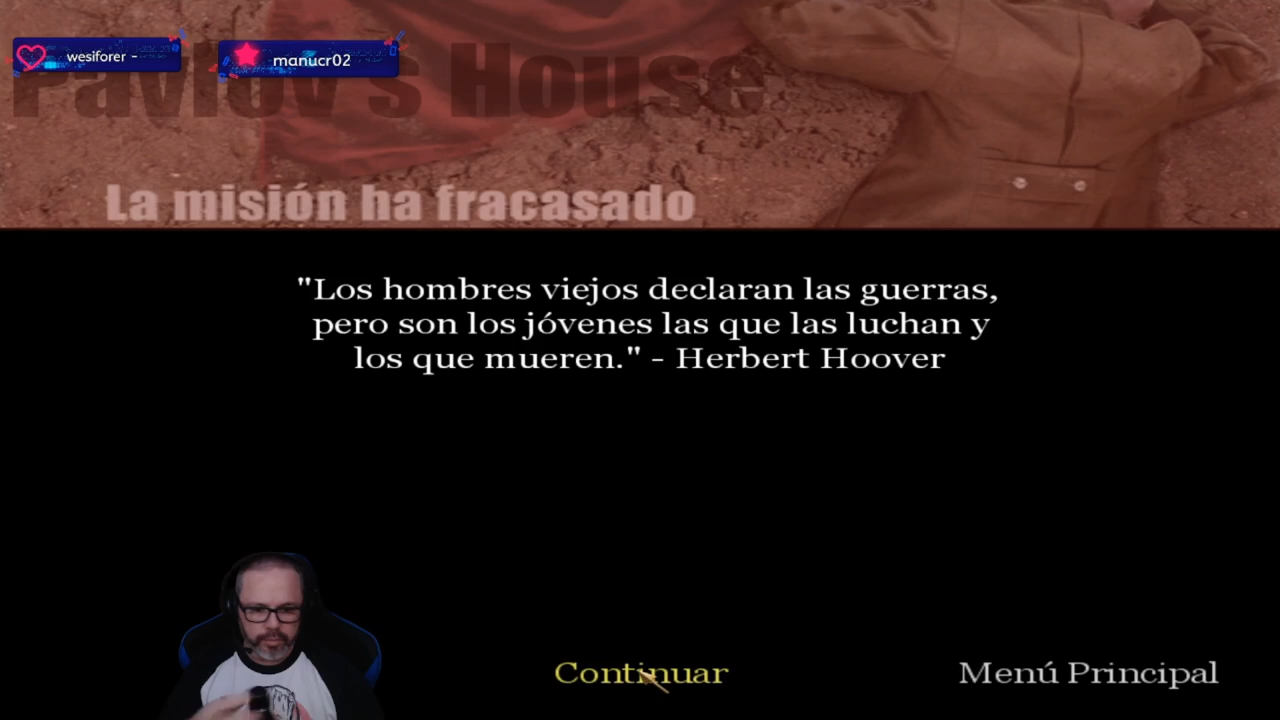 wesiforer -
manucr02
Pavlov's House
La misión ha fracasado
"Los hombres viejos declaran las guerras,
pero son los jóvenes las que las luchan y
los que mueren." - Herbert Hoover
Continuar
Menú Principal